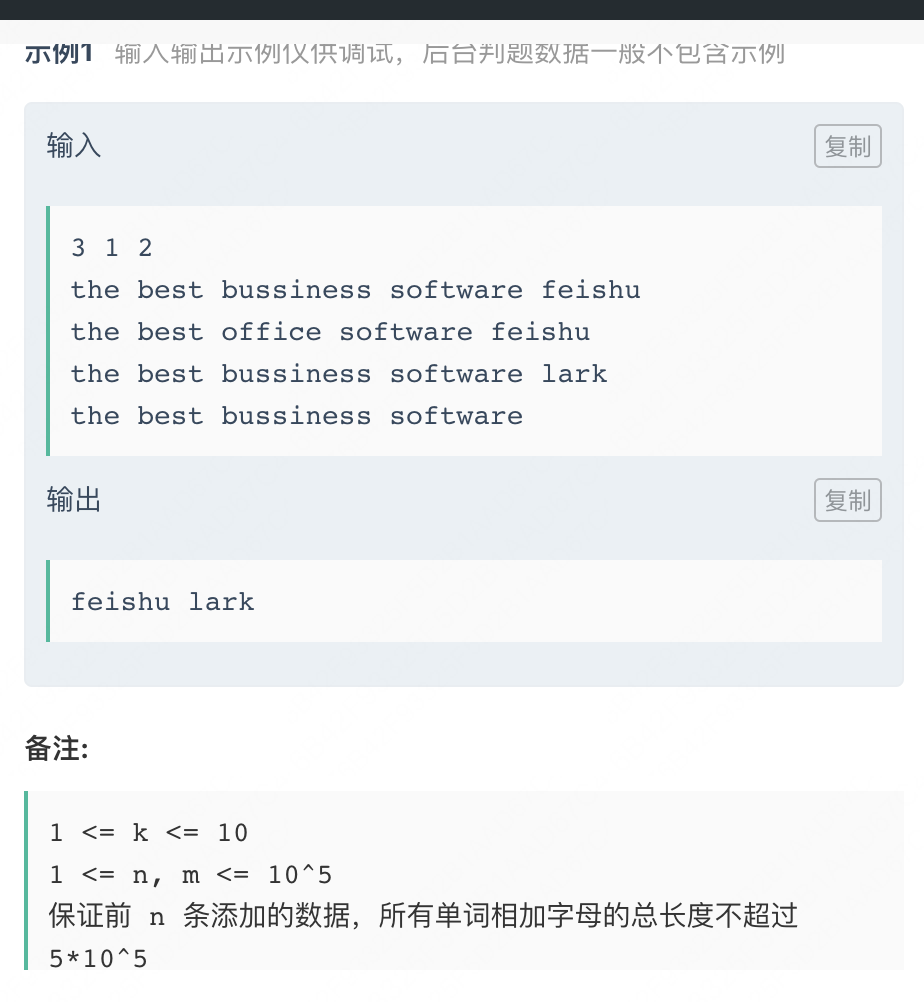 示例1 输入输出示例仅供调试，后台判题数据一般不包含示例
输入
复制
3 1 2
the best bussiness software feishu
the best office software feishu
the best bussiness software lark
the best bussiness software
输出
复制
feishu lark
备注:
1 <= k <= 10
1 <= n, m <= 10^5
保证前 n 条添加的数据，所有单词相加字母的总长度不超过
5*10^5